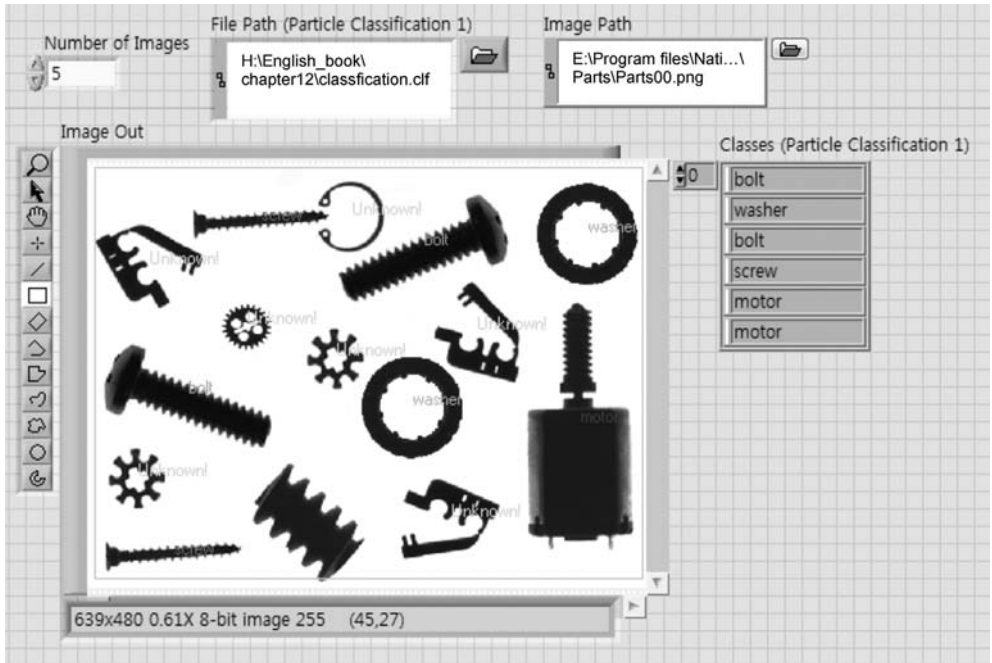 File Path (Particle Classification 1)
Image Path
Number of Images
5
H:\English_book\
chapter12\classfication.clf
E:\Program files\Nati...\
Parts\Parts00.png
Image Out
Classes (Particle Classification 1)
0
bolt
washer
bolt
screw
motor
motor
screw
Unknown!
bolt
washer
Unknown!
Unknown!
Unknown!
Unknown!
bolt
washer
motor
Unknown!
Unknown!
screw
639x480 0.61X 8-bit image 255 (45,27)